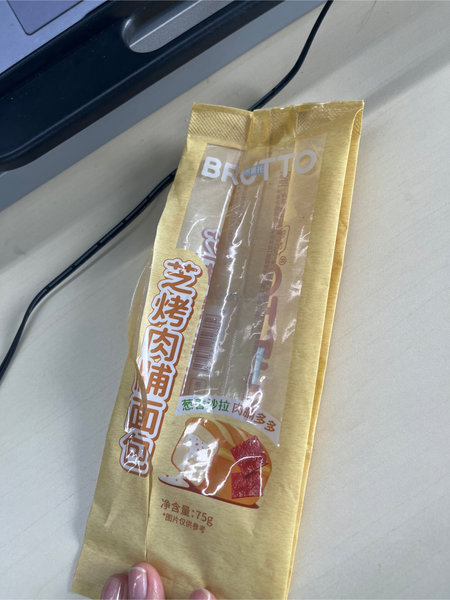 BROTTO
芝烤肉脯面包
葱香沙拉 肉脯多多
净含量:75g
*图片仅供参考